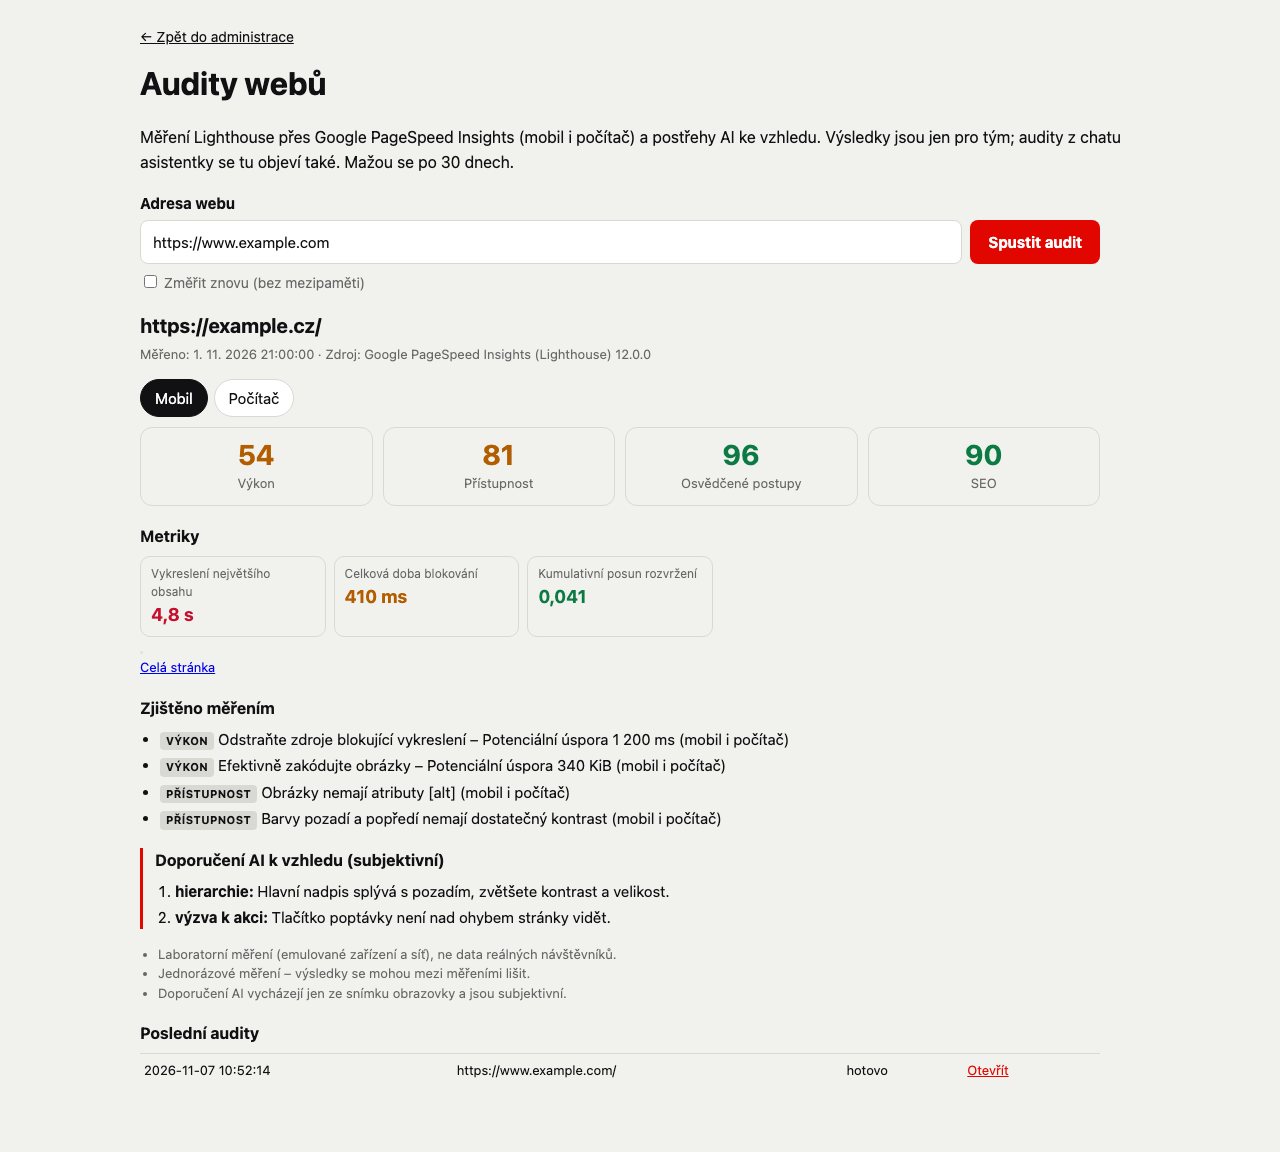 ← Zpět do administrace
Audity webů
Měření Lighthouse přes Google PageSpeed Insights (mobil i počítač) a postřehy AI ke vzhledu. Výsledky jsou jen pro tým; audity z chatu
asistentky se tu objeví také. Mažou se po 30 dnech.
Adresa webu
https://www.example.com
Spustit audit
Změřit znovu (bez mezipaměti)
https://example.cz/
Měřeno: 1. 11. 2026 21:00:00 · Zdroj: Google PageSpeed Insights (Lighthouse) 12.0.0
Mobil
Počítač
54
Výkon
81
Přístupnost
96
Osvědčené postupy
90
SEO
Metriky
Vykreslení největšího
obsahu
4,8 s
Celková doba blokování
410 ms
Kumulativní posun rozvržení
0,041
Celá stránka
Zjištěno měřením
• VÝKON Odstraňte zdroje blokující vykreslení – Potenciální úspora 1 200 ms (mobil i počítač)
• VÝKON Efektivně zakódujte obrázky – Potenciální úspora 340 KiB (mobil i počítač)
• PŘÍSTUPNOST Obrázky nemají atributy [alt] (mobil i počítač)
• PŘÍSTUPNOST Barvy pozadí a popředí nemají dostatečný kontrast (mobil i počítač)
Doporučení AI k vzhledu (subjektivní)
1. hierarchie: Hlavní nadpis splývá s pozadím, zvětšete kontrast a velikost.
2. výzva k akci: Tlačítko poptávky není nad ohybem stránky vidět.
• Laboratorní měření (emulované zařízení a síť), ne data reálných návštěvníků.
• Jednorázové měření – výsledky se mohou mezi měřeními lišit.
• Doporučení AI vycházejí jen ze snímku obrazovky a jsou subjektivní.
Poslední audity
2026-11-07 10:52:14 https://www.example.com/ hotovo Otevřít